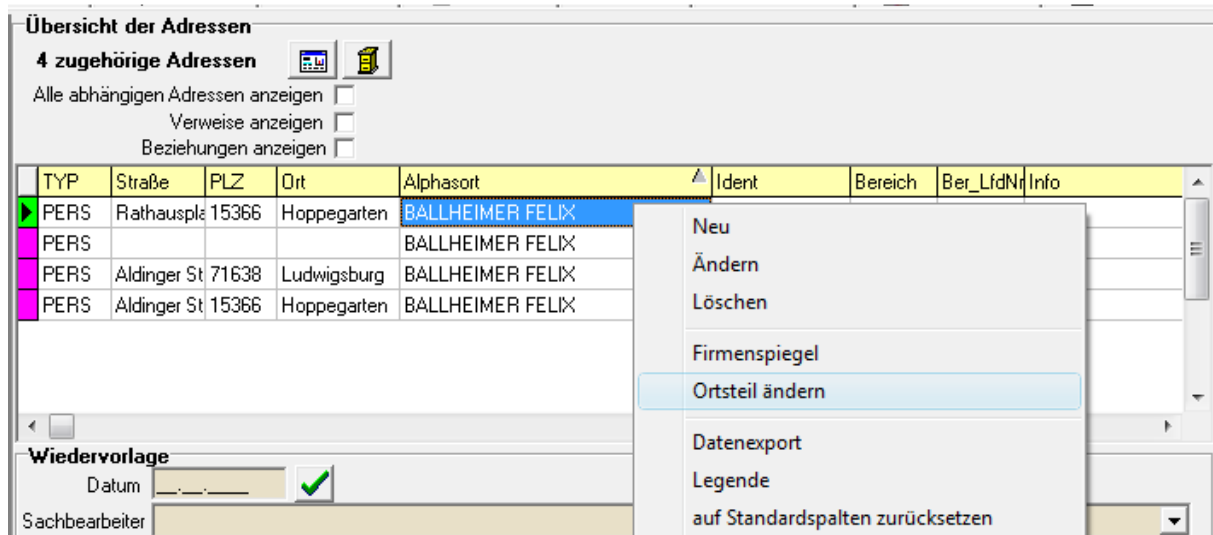 Übersicht der Adressen
4 zugehörige Adressen
Alle abhängigen Adressen anzeigen
Verweise anzeigen
Beziehungen anzeigen
TYP Straße PLZ Ort Alphasort Ident Bereich Ber_LfdNr Info
PERS Rathauspla 15366 Hoppegarten BALLHEIMER FELIX
PERS BALLHEIMER FELIX
PERS Aldinger St 71638 Ludwigsburg BALLHEIMER FELIX
PERS Aldinger St 15366 Hoppegarten BALLHEIMER FELIX
Neu
Ändern
Löschen
Firmenspiegel
Ortsteil ändern
Datenexport
Legende
auf Standardspalten zurücksetzen
Wiedervorlage
Datum __.__.____
Sachbearbeiter